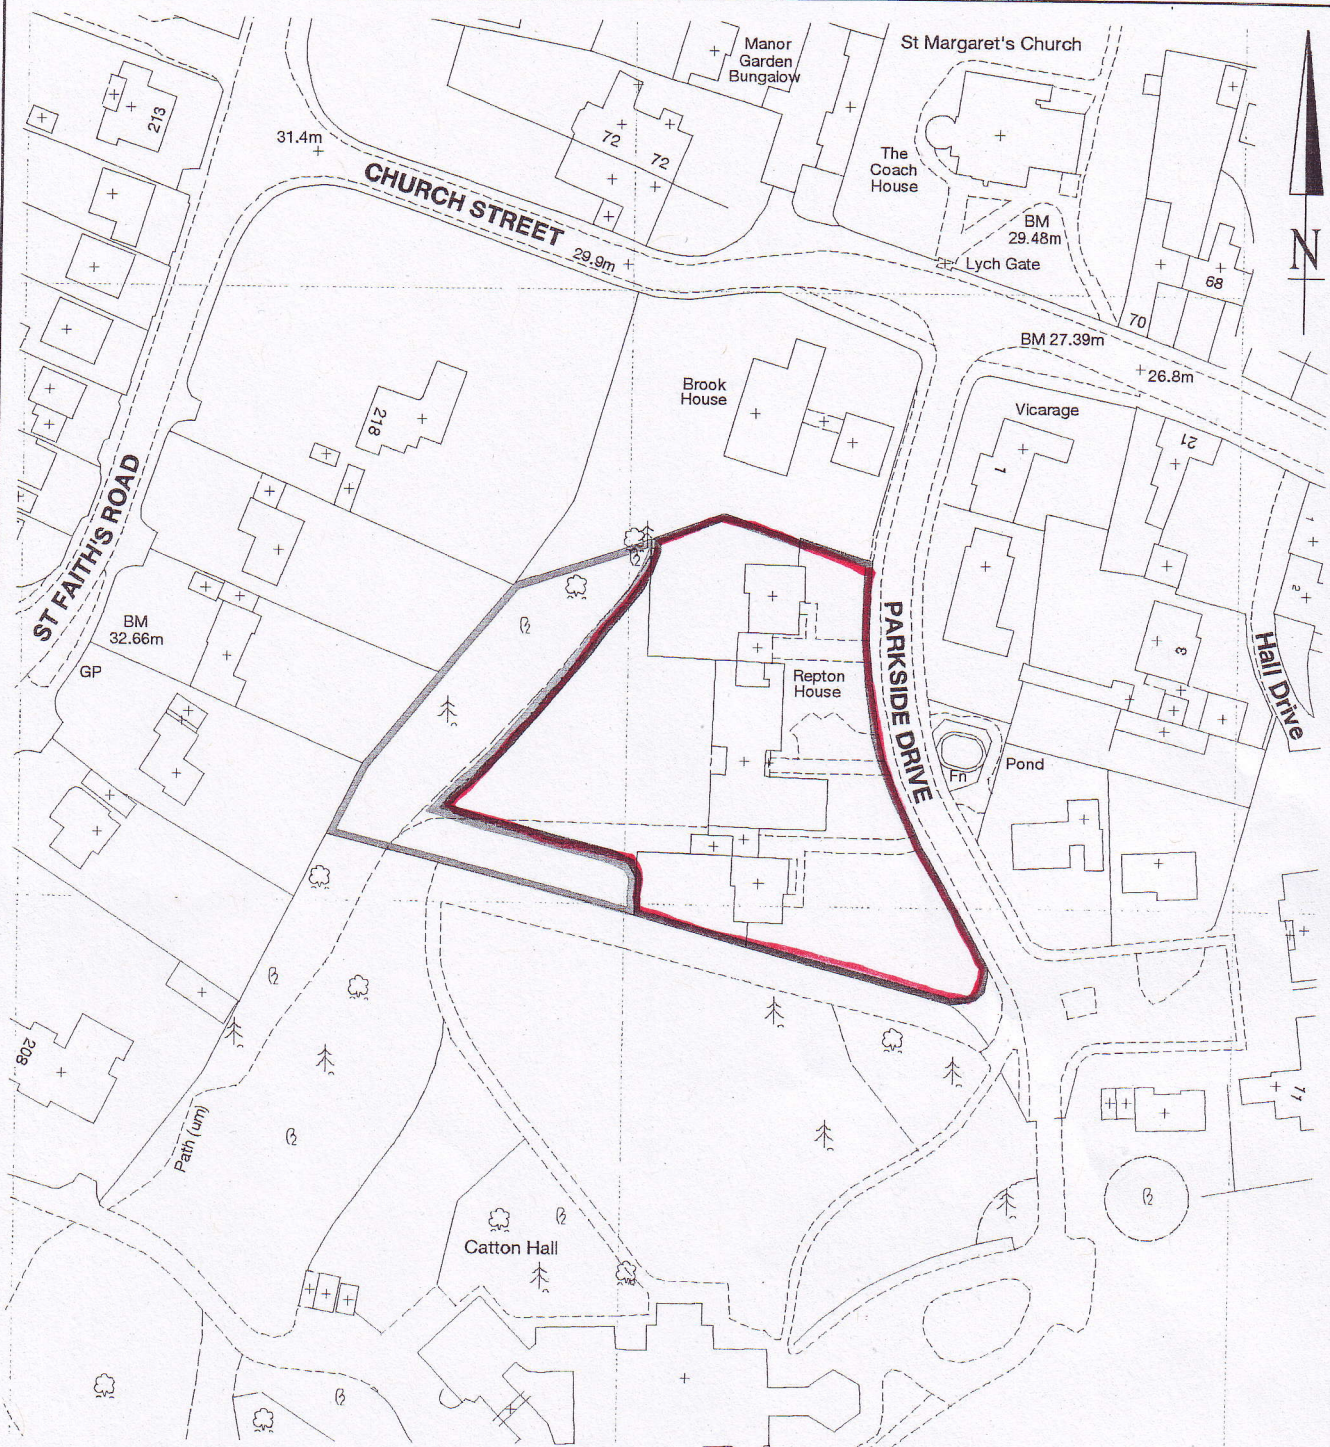 Manor
Garden
Bungalow
St Margaret's Church
213
31.4m
72
72
The
Coach
House
CHURCH STREET
29.9m
BM
29.48m
Lych Gate
N
68
70
BM 27.39m
26.8m
Brook
House
Vicarage
218
21
1
ST FAITH'S ROAD
1
2
BM
32.66m
GP
PARKSIDE DRIVE
3
Hall Drive
Repton
House
Fn
Pond
208
11
Path (um)
Catton Hall